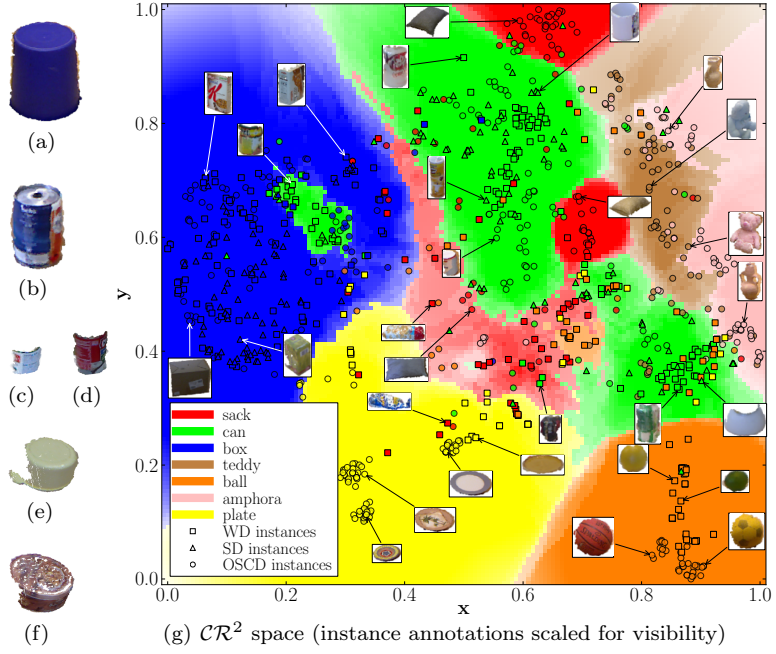 (a)
(b)
(c) (d)
(e)
(f)
y
1.0
0.8
0.6
0.4
0.2
0.0
sack
can
box
teddy
ball
amphora
plate
WD instances
SD instances
OSCD instances
0.0 0.2 0.4 0.6 0.8 1.0
x
(g) CR² space (instance annotations scaled for visibility)